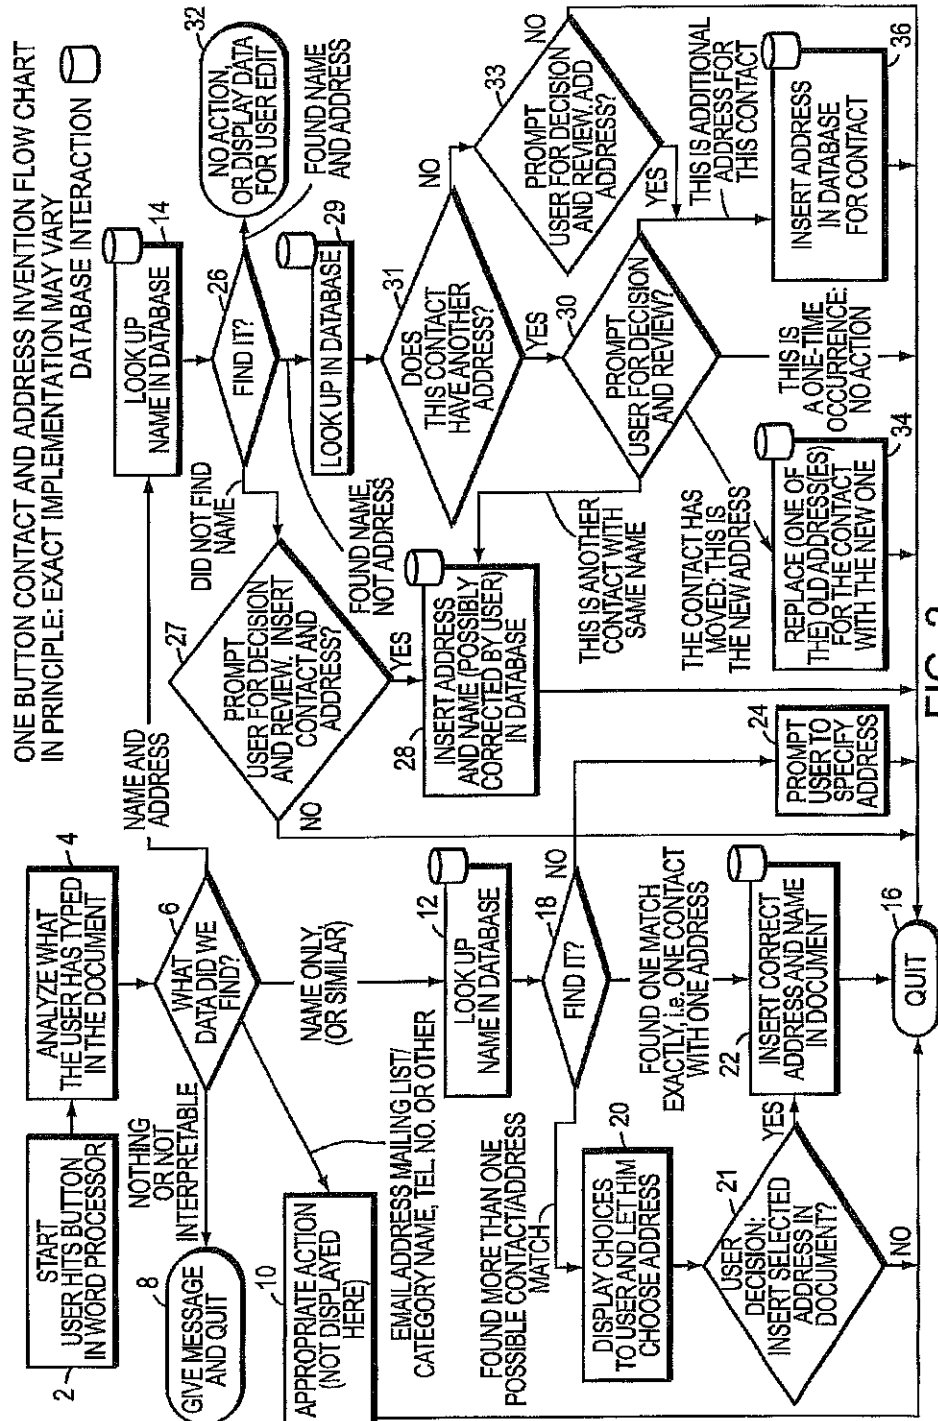 ONE BUTTON CONTACT AND ADDRESS INVENTION FLOW CHART
IN PRINCIPLE: EXACT IMPLEMENTATION MAY VARY
DATABASE INTERACTION
START
USER HITS BUTTON
IN WORD PROCESSOR
2
ANALYZE WHAT
THE USER HAS TYPED
IN THE DOCUMENT
4
WHAT
DATA DID WE
FIND?
6
NOTHING
OR NOT
INTERPRETABLE
GIVE MESSAGE
AND QUIT
8
APPROPRIATE ACTION
(NOT DISPLAYED
HERE)
10
EMAIL ADDRESS MAILING LIST/
CATEGORY NAME, TEL. NO. OR OTHER
NAME ONLY,
(OR SIMILAR)
NAME AND
ADDRESS
LOOK UP
NAME IN DATABASE
12
FIND IT?
18
FOUND MORE THAN ONE
POSSIBLE CONTACT/ADDRESS
MATCH
DISPLAY CHOICES
TO USER AND LET HIM
CHOOSE ADDRESS
20
USER
DECISION:
INSERT SELECTED
ADDRESS IN
DOCUMENT?
21
YES
NO
FOUND ONE MATCH
EXACTLY, i.e. ONE CONTACT
WITH ONE ADDRESS
INSERT CORRECT
ADDRESS AND NAME
IN DOCUMENT
22
NO
PROMPT
USER TO
SPECIFY
ADDRESS
24
QUIT
16
LOOK UP
NAME IN DATABASE
14
FIND IT?
26
DID NOT FIND
NAME
FOUND NAME
AND ADDRESS
NO ACTION,
OR DISPLAY DATA
FOR USER EDIT
32
FOUND NAME,
NOT ADDRESS
PROMPT
USER FOR DECISION
AND REVIEW. INSERT
CONTACT AND
ADDRESS?
27
YES
NO
INSERT ADDRESS
AND NAME (POSSIBLY
CORRECTED BY USER)
IN DATABASE
28
LOOK UP IN DATABASE
29
DOES
THIS CONTACT
HAVE ANOTHER
ADDRESS?
31
NO
YES
PROMPT
USER FOR DECISION
AND REVIEW. ADD
ADDRESS?
33
NO
YES
PROMPT
USER FOR DECISION
AND REVIEW?
30
THIS IS ANOTHER
CONTACT WITH
SAME NAME
THE CONTACT HAS
MOVED: THIS IS
THE NEW ADDRESS
REPLACE (ONE OF
THE) OLD ADDRESS(ES)
FOR THE CONTACT
WITH THE NEW ONE
34
THIS IS
A ONE-TIME
OCCURRENCE:
NO ACTION
THIS IS ADDITIONAL
ADDRESS FOR
THIS CONTACT
INSERT ADDRESS
IN DATABASE
FOR CONTACT
36